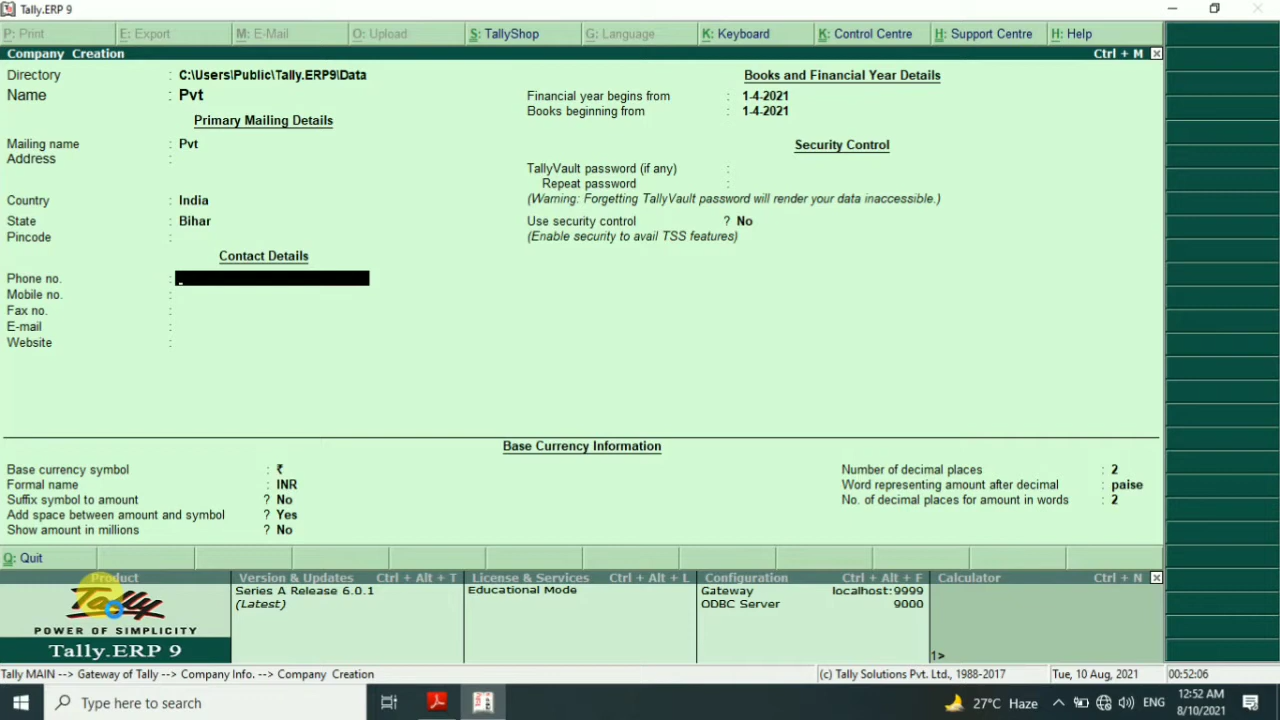 Tally.ERP 9
P: Print E: Export M: E-Mail O: Upload S: TallyShop G: Language K: Keyboard K: Control Centre H: Support Centre H: Help
Company Creation Ctrl + M
Directory : C:\Users\Public\Tally.ERP9\Data
Name : Pvt
Primary Mailing Details
Mailing name : Pvt
Address :
Country : India
State : Bihar
Pincode :
Contact Details
Phone no. :
Mobile no. :
Fax no. :
E-mail :
Website :
Books and Financial Year Details
Financial year begins from : 1-4-2021
Books beginning from : 1-4-2021
Security Control
TallyVault password (if any) :
Repeat password :
(Warning: Forgetting TallyVault password will render your data inaccessible.)
Use security control ? No
(Enable security to avail TSS features)
Base Currency Information
Base currency symbol : ₹
Formal name : INR
Suffix symbol to amount ? No
Add space between amount and symbol ? Yes
Show amount in millions ? No
Number of decimal places : 2
Word representing amount after decimal : paise
No. of decimal places for amount in words : 2
Q: Quit
Product
Tally
POWER OF SIMPLICITY
Tally.ERP 9
Version & Updates Ctrl + Alt + T
Series A Release 6.0.1
(Latest)
License & Services Ctrl + Alt + L
Educational Mode
Configuration Ctrl + Alt + F
Gateway localhost:9999
ODBC Server 9000
Calculator Ctrl + N
1>
Tally MAIN --> Gateway of Tally --> Company Info. --> Company Creation (c) Tally Solutions Pvt. Ltd., 1988-2017 Tue, 10 Aug, 2021 00:52:06
Type here to search 27°C Haze ENG 12:52 AM
8/10/2021